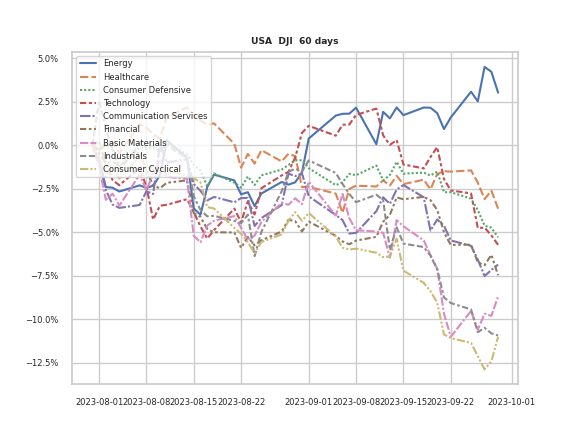 USA DJI 60 days
5.0%
2.5%
0.0%
−2.5%
−5.0%
−7.5%
−10.0%
−12.5%
Energy
Healthcare
Consumer Defensive
Technology
Communication Services
Financial
Basic Materials
Industrials
Consumer Cyclical
2023-08-01
2023-08-08
2023-08-15
2023-08-22
2023-09-01
2023-09-08
2023-09-15
2023-09-22
2023-10-01